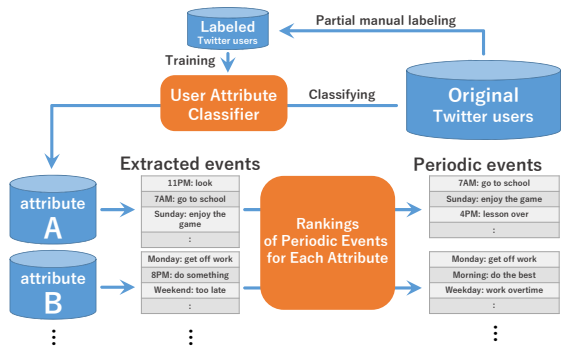 Labeled
Twitter users
Partial manual labeling
Training
User Attribute
Classifier
Classifying
Original
Twitter users
Extracted events
Periodic events
attribute
A
11PM: look
7AM: go to school
Sunday: enjoy the
game
:
Rankings
of Periodic Events
for Each Attribute
7AM: go to school
Sunday: enjoy the game
4PM: lesson over
:
attribute
B
Monday: get off work
8PM: do something
Weekend: too late
:
Monday: get off work
Morning: do the best
Weekday: work overtime
: